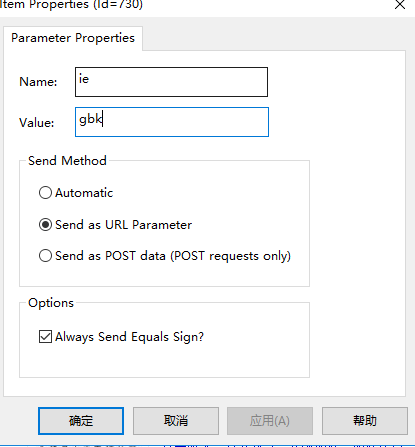 Item Properties (Id=730)
Parameter Properties
Name: ie
Value: gbk
Send Method
Automatic
Send as URL Parameter
Send as POST data (POST requests only)
Options
Always Send Equals Sign?
确定 取消 应用(A) 帮助